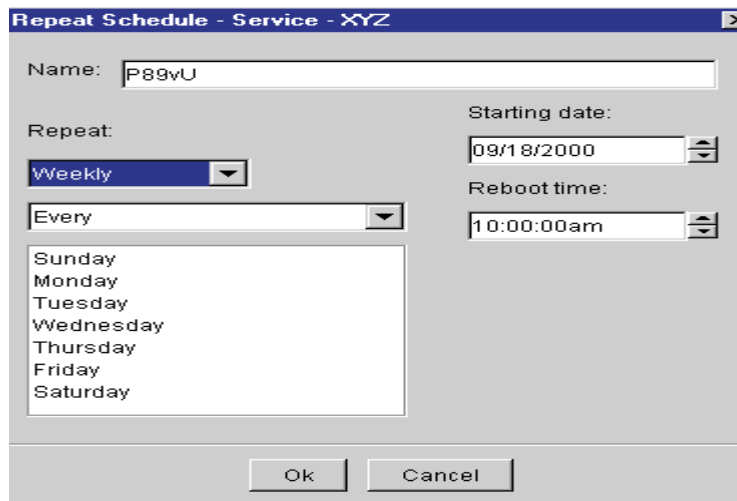 Repeat Schedule - Service - XYZ
Name: P89vU
Repeat:
Weekly
Every
Sunday
Monday
Tuesday
Wednesday
Thursday
Friday
Saturday
Starting date:
09/18/2000
Reboot time:
10:00:00am
Ok
Cancel